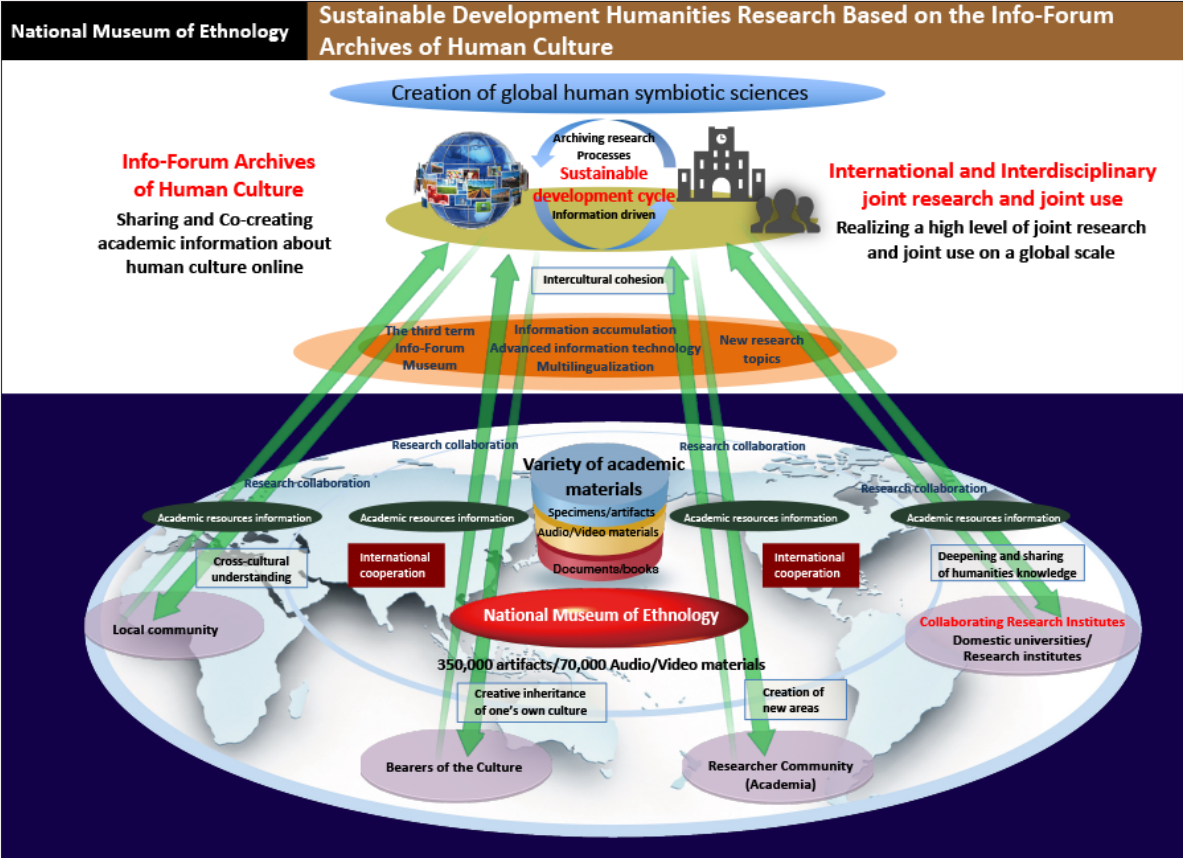 National Museum of Ethnology
Sustainable Development Humanities Research Based on the Info-Forum
Archives of Human Culture
Creation of global human symbiotic sciences
Info-Forum Archives
of Human Culture
Sharing and Co-creating
academic information about
human culture online
Archiving research
Processes
Sustainable
development cycle
Information driven
International and Interdisciplinary
joint research and joint use
Realizing a high level of joint research
and joint use on a global scale
Intercultural cohesion
The third term
Info-Forum
Museum
Information accumulation
Advanced information technology
Multilingualization
New research
topics
Research collaboration
Research collaboration
Research collaboration
Research collaboration
Variety of academic
materials
Specimens/artifacts
Audio/Video materials
Documents/books
Academic resources information
Academic resources information
Academic resources information
Academic resources information
Cross-cultural
understanding
International
cooperation
International
cooperation
Deepening and sharing
of humanities knowledge
Local community
National Museum of Ethnology
Collaborating Research Institutes
Domestic universities/
Research institutes
350,000 artifacts/70,000 Audio/Video materials
Creative inheritance
of one's own culture
Creation of
new areas
Bearers of the Culture
Researcher Community
(Academia)